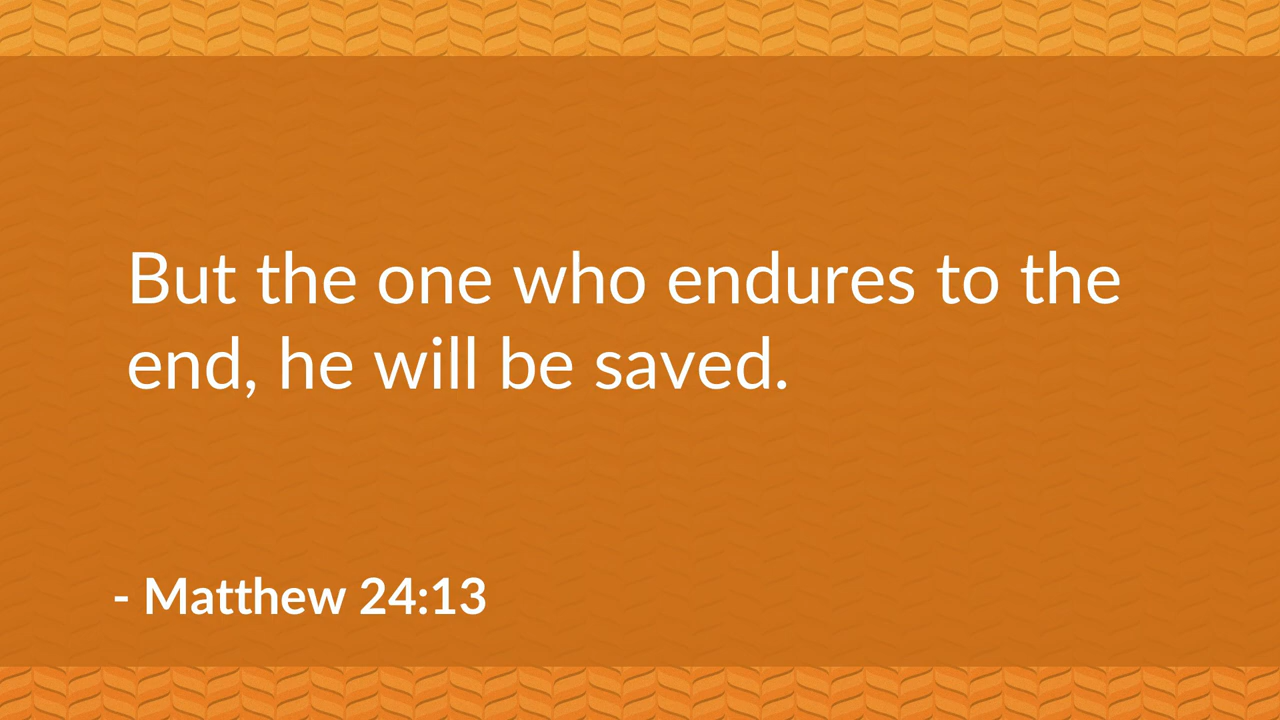 But the one who endures to the
end, he will be saved.
- Matthew 24:13